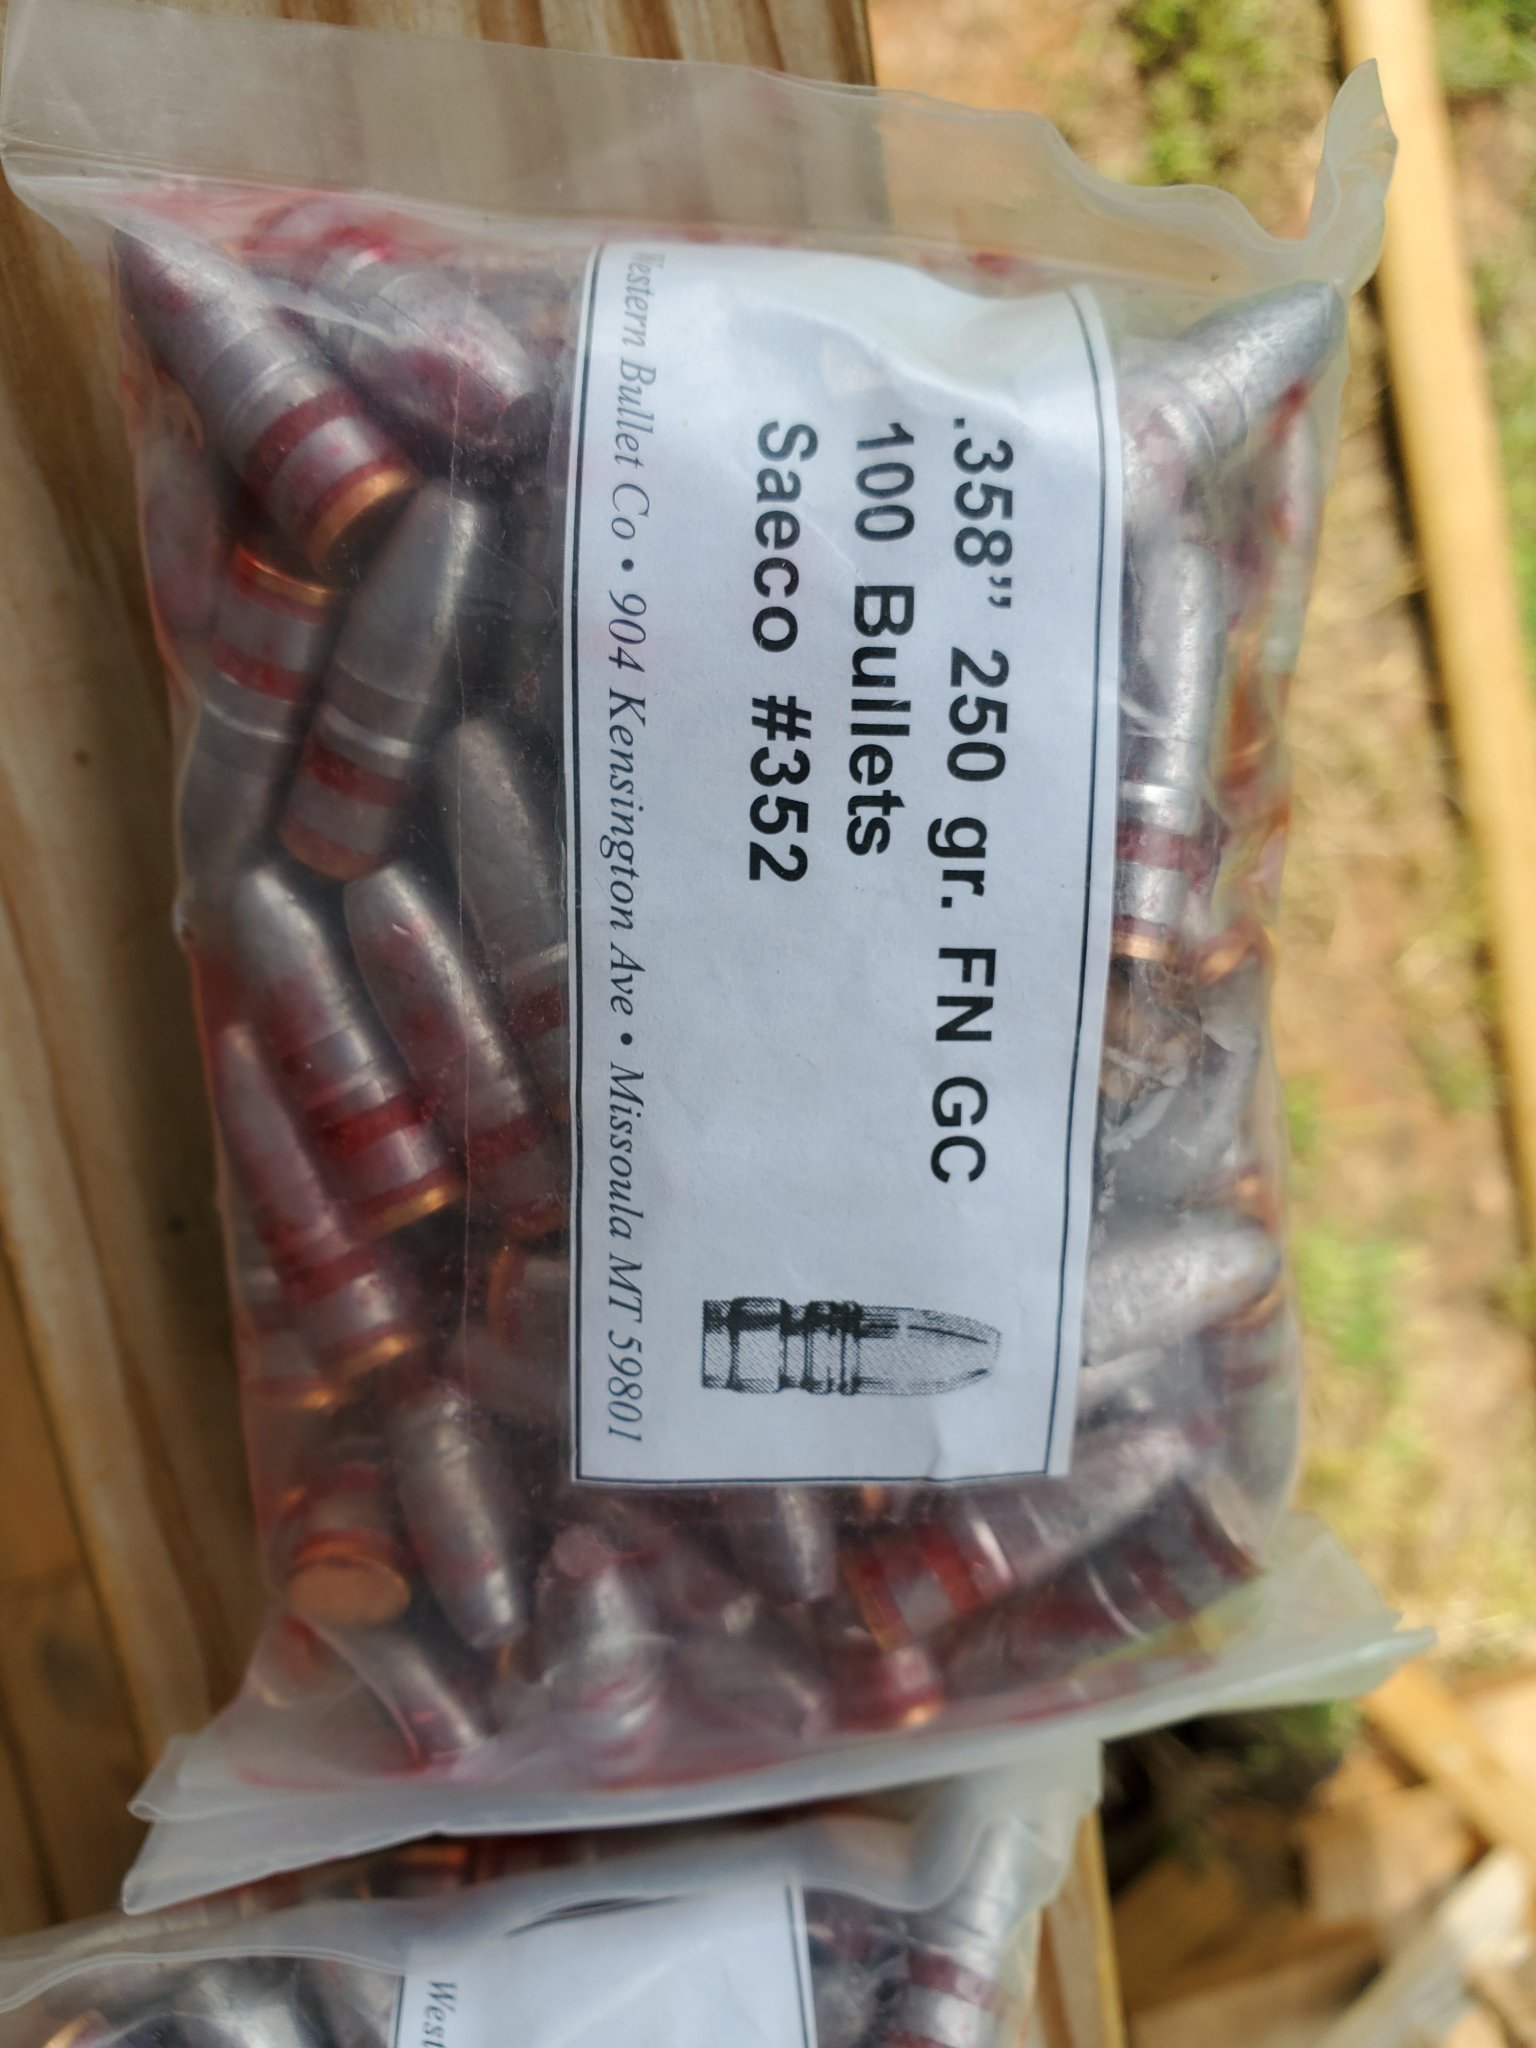 .358” 250 gr. FN GC
100 Bullets
Saeco #352
Western Bullet Co • 904 Kensington Ave • Missoula MT 59801